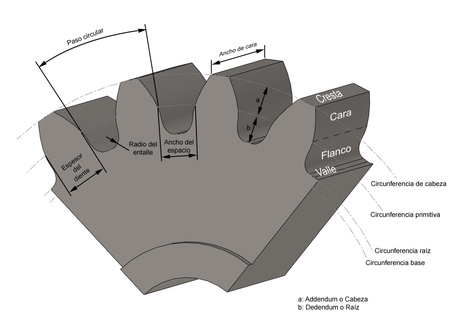 Paso circular
Ancho de cara
a
b
Cresta
Cara
Flanco
Valle
Radio del
entalle
Ancho del
espacio
Espesor
del
diente
Circunferencia de cabeza
Circunferencia primitiva
Circunferencia raíz
Circunferencia base
a: Addendum o Cabeza
b: Dedendum o Raíz